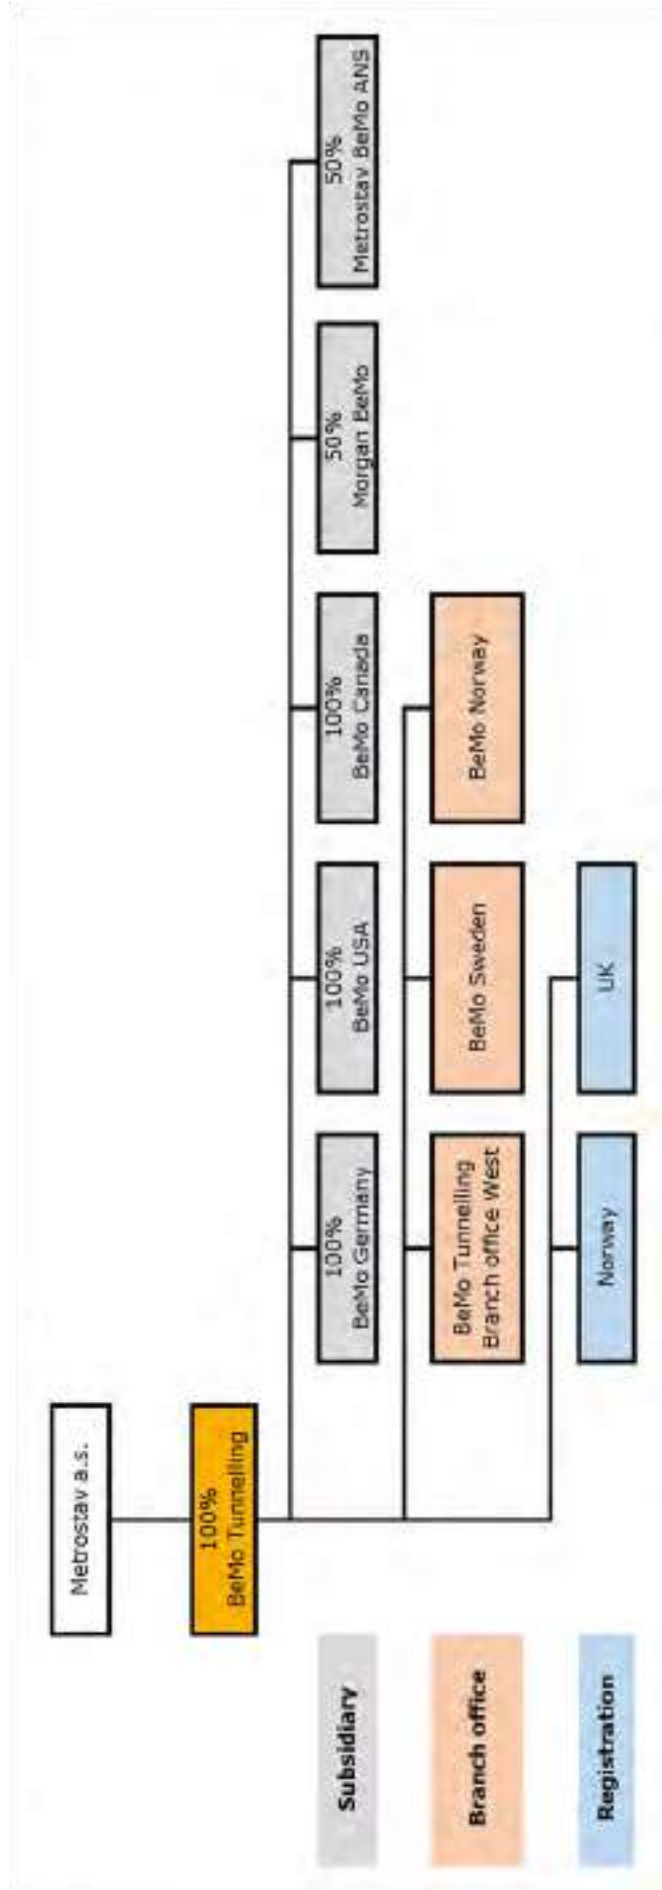 Metrostav a.s.
100%
BeMo Tunnelling
Subsidiary
100%
BeMo Germany
100%
BeMo USA
100%
BeMo Canada
50%
Morgan BeMo
50%
Metrostav BeMo ANS
Branch office
BeMo Tunnelling
Branch office West
BeMo Sweden
BeMo Norway
Registration
Norway
UK